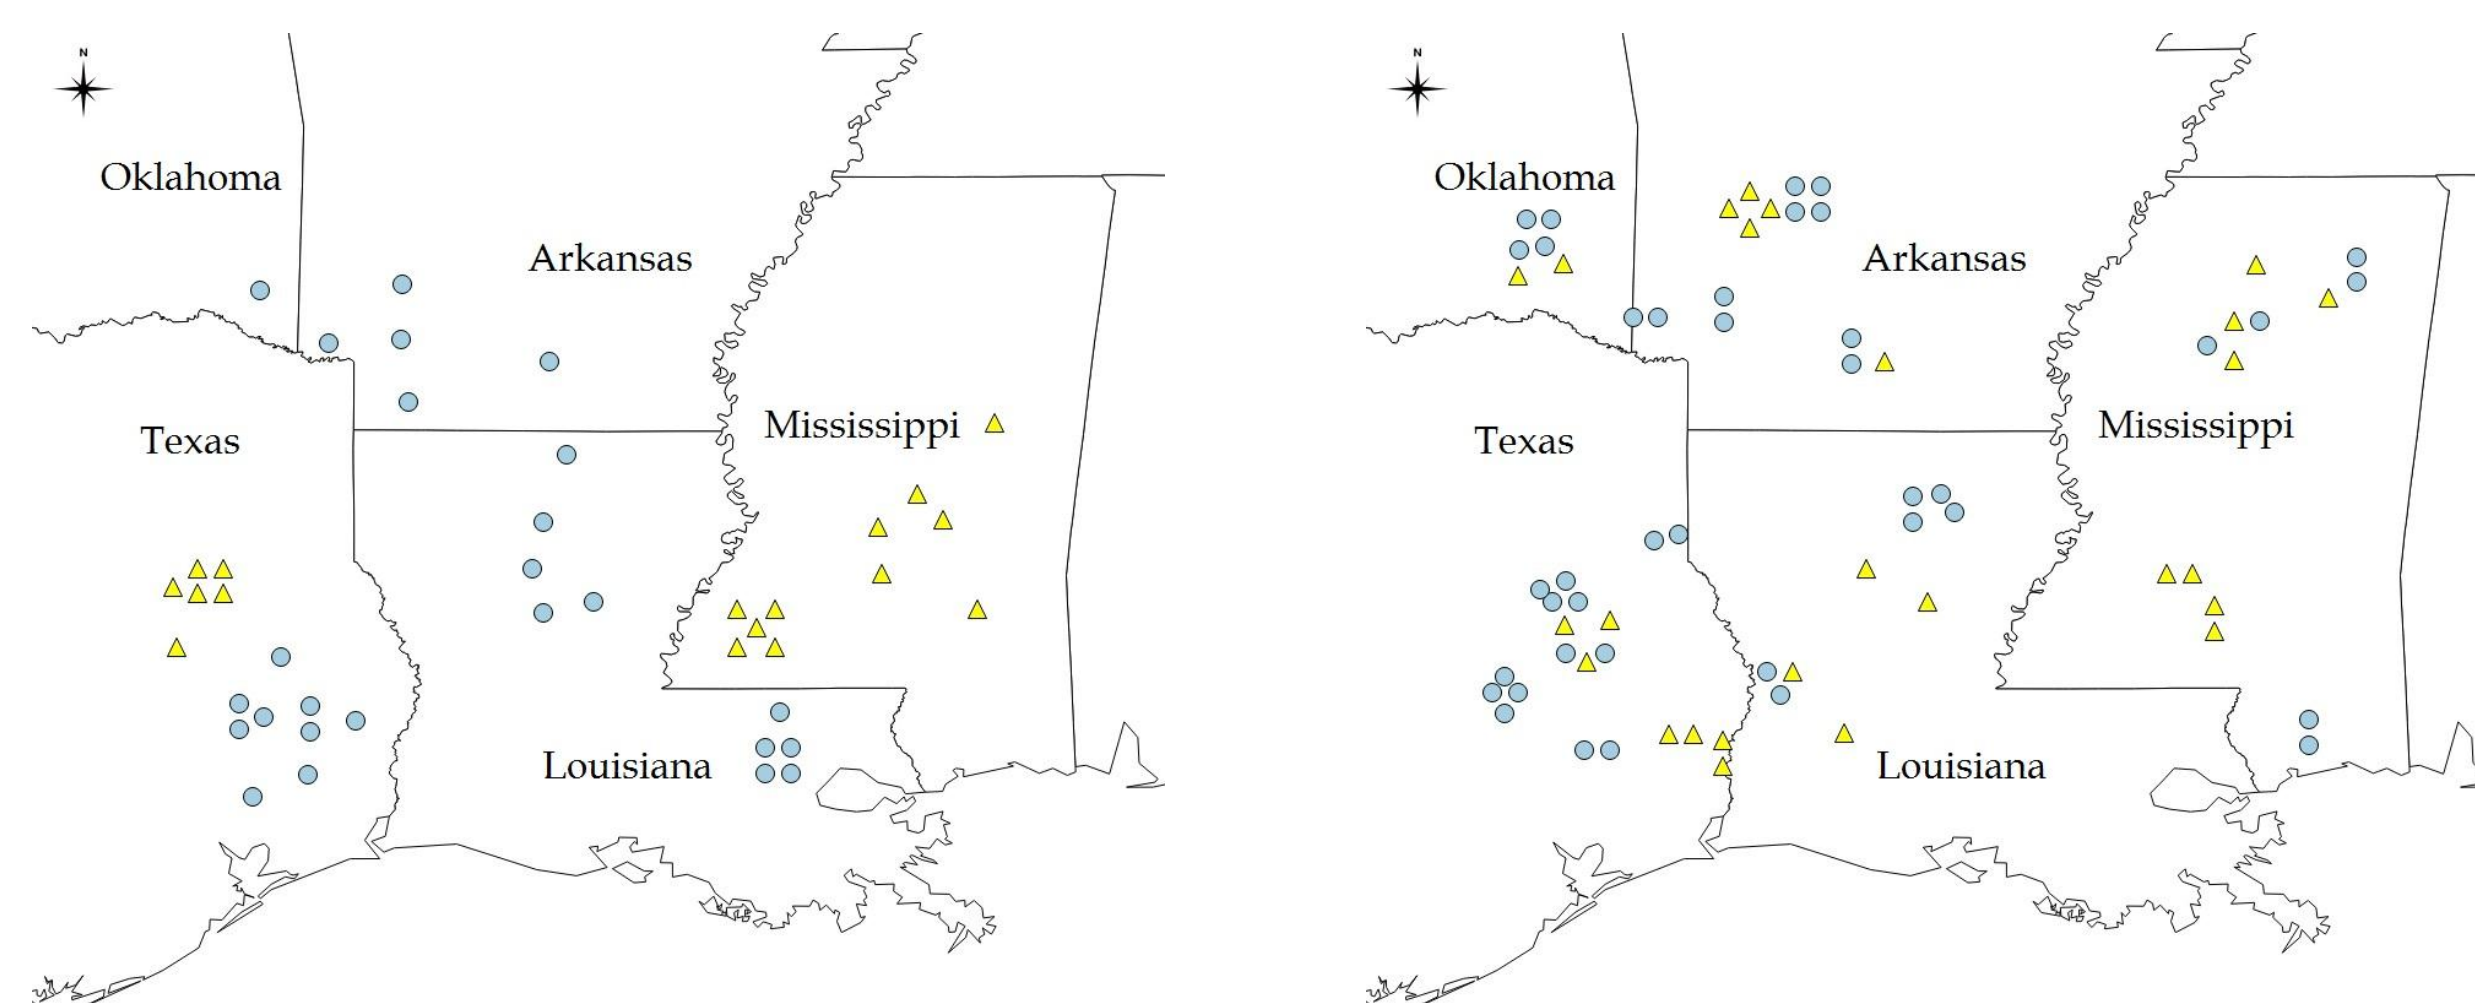 N
Oklahoma
Arkansas
Mississippi
Texas
Louisiana
N
Oklahoma
Arkansas
Mississippi
Texas
Louisiana